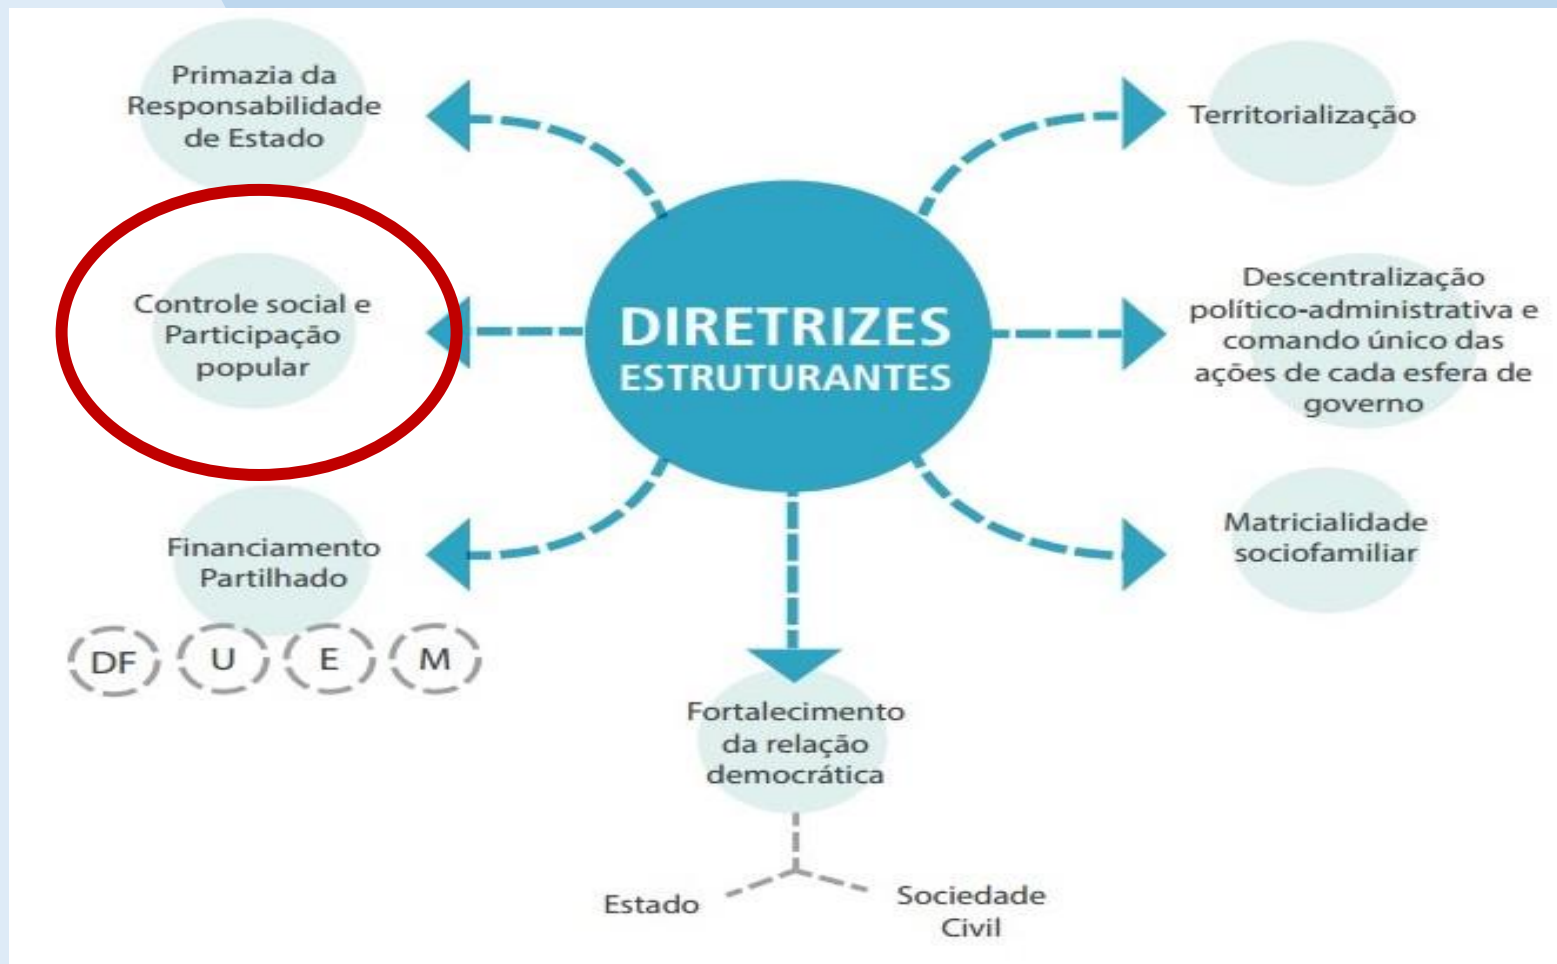 Primazia da
Responsabilidade
de Estado
Territorialização
Controle social e
Participação
popular
DIRETRIZES
ESTRUTURANTES
Descentralização
político-administrativa e
comando único das
ações de cada esfera de
governo
Financiamento
Partilhado
DF
U
E
M
Matricialidade
sociofamiliar
Fortalecimento
da relação
democrática
Estado
Sociedade
Civil